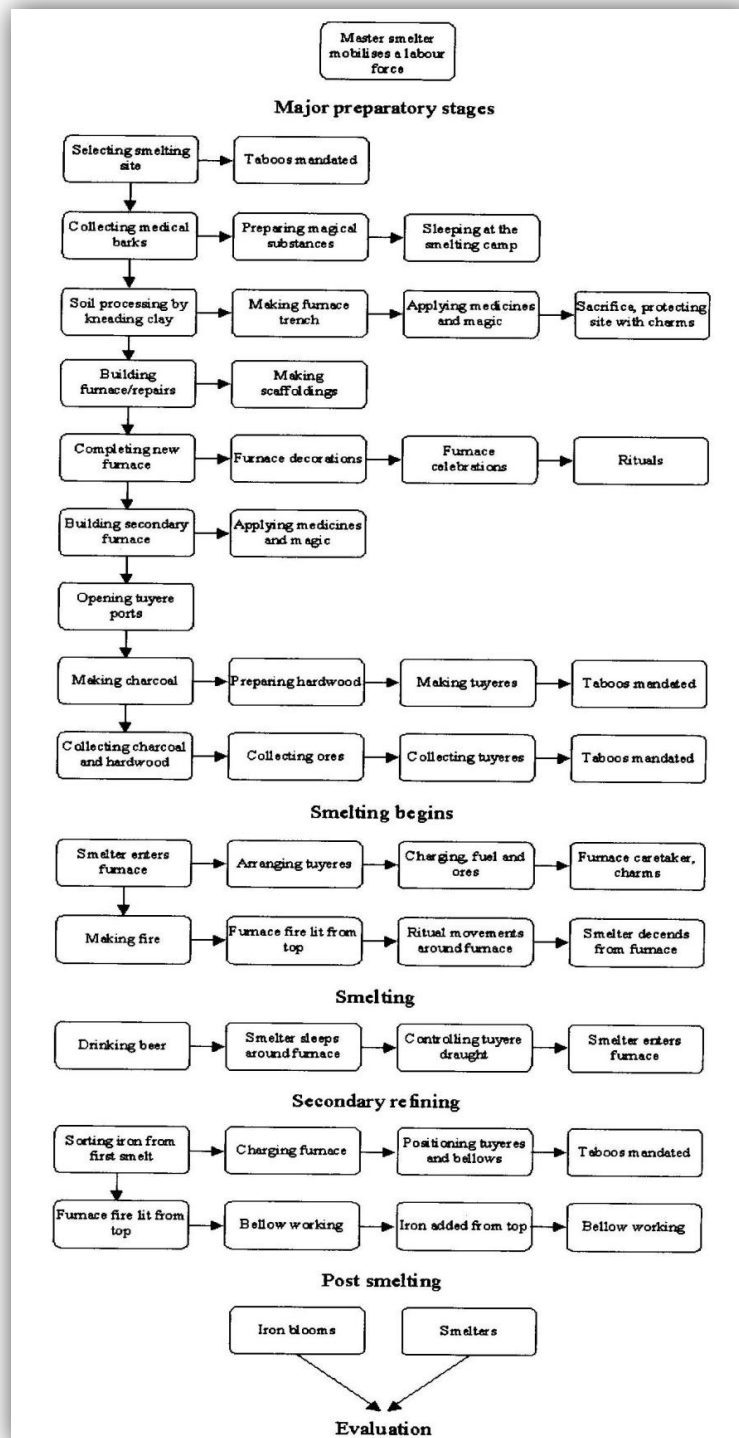 Master smelter
mobilises a labour
force
Major preparatory stages
Selecting smelting
site
Taboos mandated
Collecting medical
barks
Preparing magical
substances
Sleeping at the
smelting camp
Soil processing by
kneading clay
Making furnace
trench
Applying medicines
and magic
Sacrifice, protecting
site with charms
Building
furnace/repairs
Making
scaffoldings
Completing new
furnace
Furnace decorations
Furnace
celebrations
Rituals
Building secondary
furnace
Applying medicines
and magic
Opening tuyere
ports
Making charcoal
Preparing hardwood
Making tuyeres
Taboos mandated
Collecting charcoal
and hardwood
Collecting ores
Collecting tuyeres
Taboos mandated
Smelting begins
Smelter enters
furnace
Arranging tuyeres
Charging, fuel and
ores
Furnace caretaker,
charms
Making fire
Furnace fire lit from
top
Ritual movements
around furnace
Smelter decends
from furnace
Smelting
Drinking beer
Smelter sleeps
around furnace
Controlling tuyere
draught
Smelter enters
furnace
Secondary refining
Sorting iron from
first smelt
Charging furnace
Positioning tuyeres
and bellows
Taboos mandated
Furnace fire lit from
top
Bellow working
Iron added from top
Bellow working
Post smelting
Iron blooms
Smelters
Evaluation